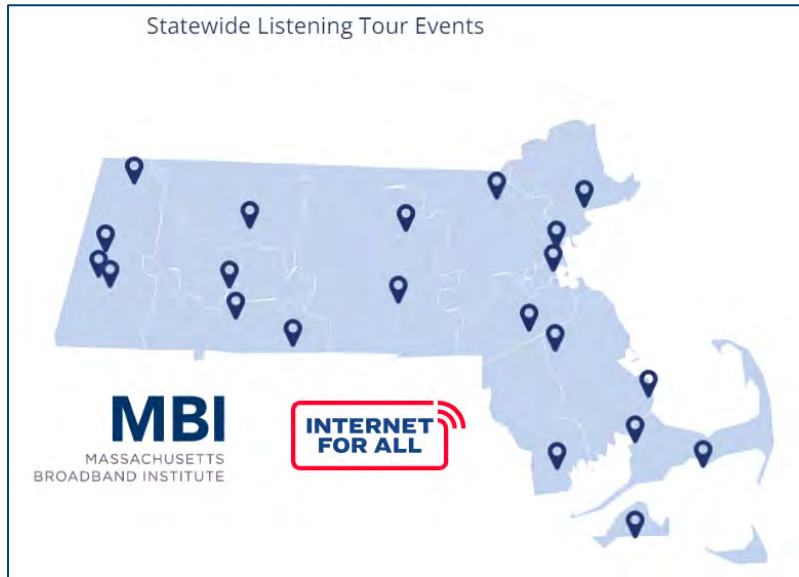 Statewide Listening Tour Events
MBI
MASSACHUSETTS
BROADBAND INSTITUTE
INTERNET
FOR ALL